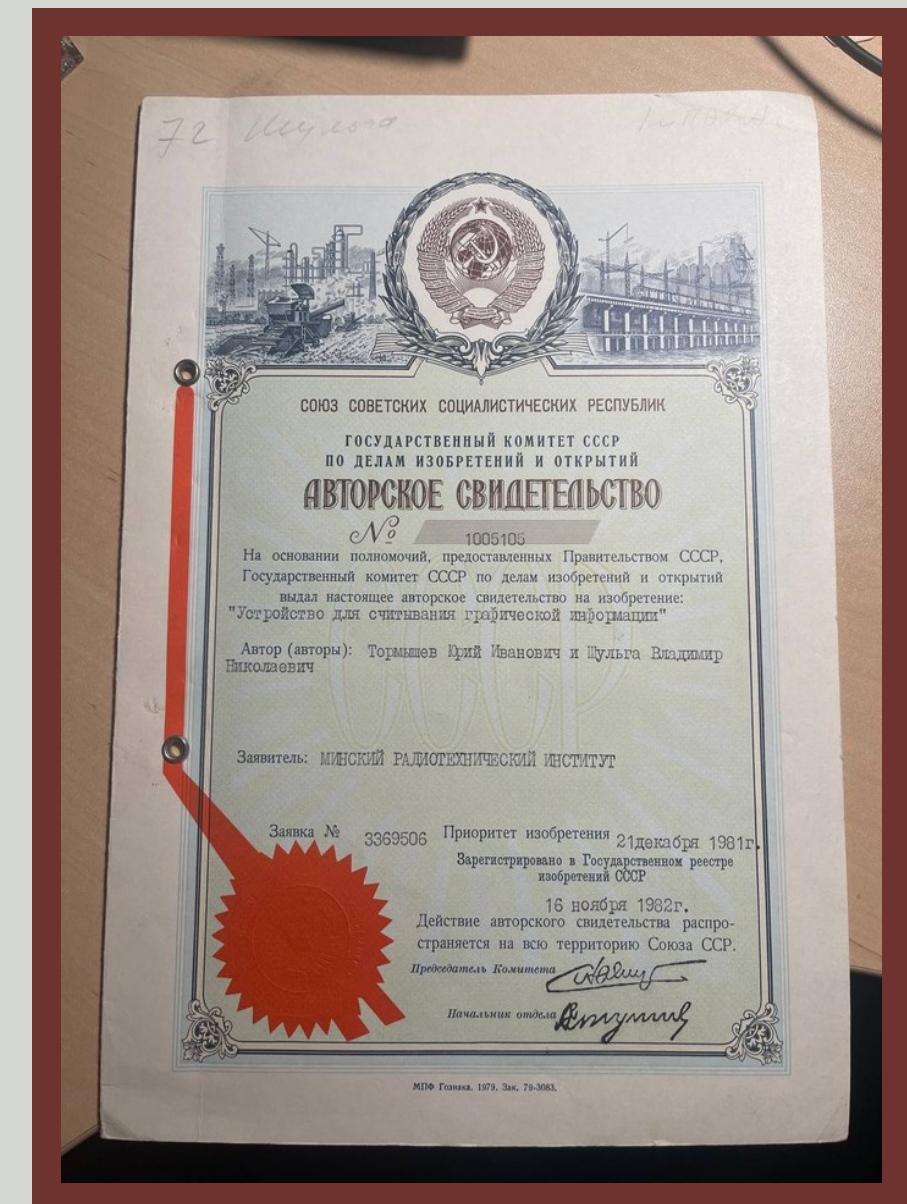 72 Шульга
СОЮЗ СОВЕТСКИХ СОЦИАЛИСТИЧЕСКИХ РЕСПУБЛИК
ГОСУДАРСТВЕННЫЙ КОМИТЕТ СССР
ПО ДЕЛАМ ИЗОБРЕТЕНИЙ И ОТКРЫТИЙ
АВТОРСКОЕ СВИДЕТЕЛЬСТВО
№ 1005105
На основании полномочий, предоставленных Правительством СССР,
Государственный комитет СССР по делам изобретений и открытий
выдал настоящее авторское свидетельство на изобретение:
"Устройство для считывания графической информации"
Автор (авторы): Тормышев Юрий Иванович и Шульга Владимир
Николаевич
СССР
Заявитель: МИНСКИЙ РАДИОТЕХНИЧЕСКИЙ ИНСТИТУТ
Заявка № 3369506 Приоритет изобретения 21декабря 1981г.
Зарегистрировано в Государственном реестре
изобретений СССР
16 ноября 1982г.
Действие авторского свидетельства распро-
страняется на всю территорию Союза ССР.
Председатель Комитета
Начальник отдела
МПФ Гознака. 1979. Зак. 79-3083.